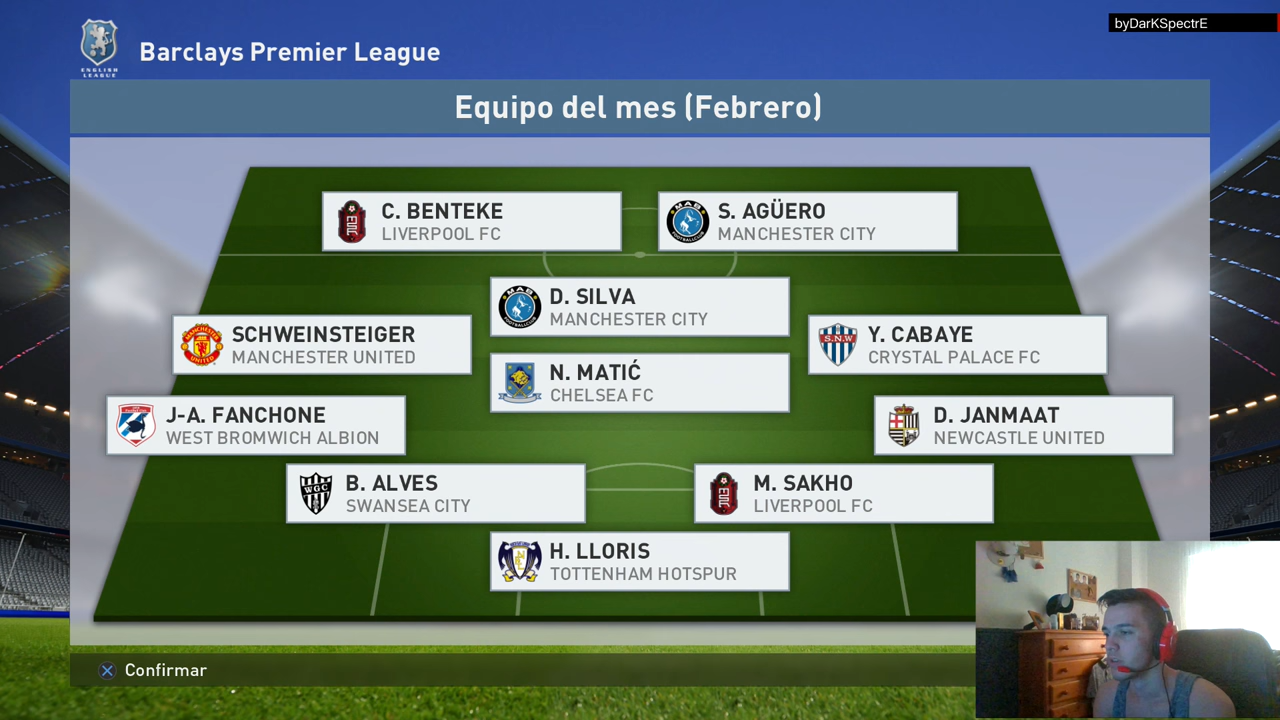 byDarKSpectrE
ENGLISH
LEAGUE
Barclays Premier League
Equipo del mes (Febrero)
C. BENTEKE
LIVERPOOL FC
S. AGÜERO
MANCHESTER CITY
D. SILVA
MANCHESTER CITY
SCHWEINSTEIGER
MANCHESTER UNITED
Y. CABAYE
CRYSTAL PALACE FC
N. MATIĆ
CHELSEA FC
J-A. FANCHONE
WEST BROMWICH ALBION
D. JANMAAT
NEWCASTLE UNITED
B. ALVES
SWANSEA CITY
M. SAKHO
LIVERPOOL FC
H. LLORIS
TOTTENHAM HOTSPUR
Confirmar